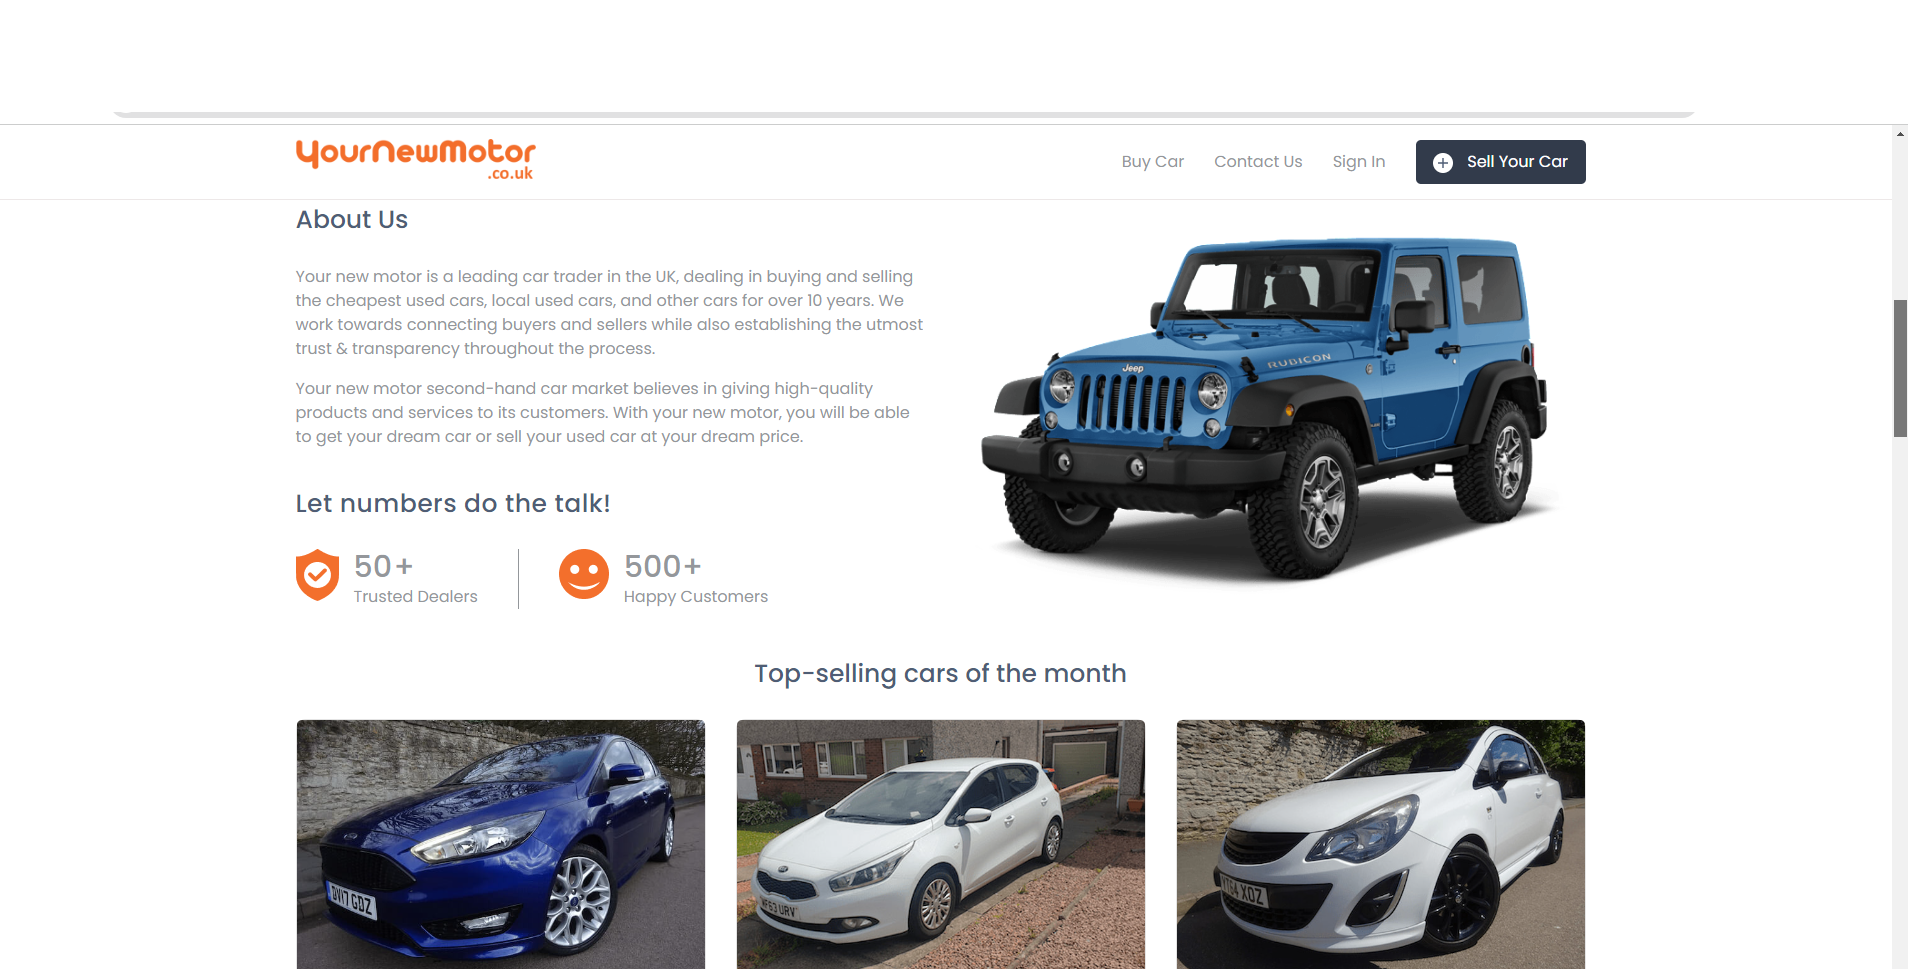 YourNewMotor
.co.uk
Buy Car
Contact Us
Sign In
Sell Your Car
About Us
Your new motor is a leading car trader in the UK, dealing in buying and selling
the cheapest used cars, local used cars, and other cars for over 10 years. We
work towards connecting buyers and sellers while also establishing the utmost
trust & transparency throughout the process.
Your new motor second-hand car market believes in giving high-quality
products and services to its customers. With your new motor, you will be able
to get your dream car or sell your used car at your dream price.
Jeep
RUBICON
Let numbers do the talk!
50+
Trusted Dealers
500+
Happy Customers
Top-selling cars of the month
DV17 GDZ